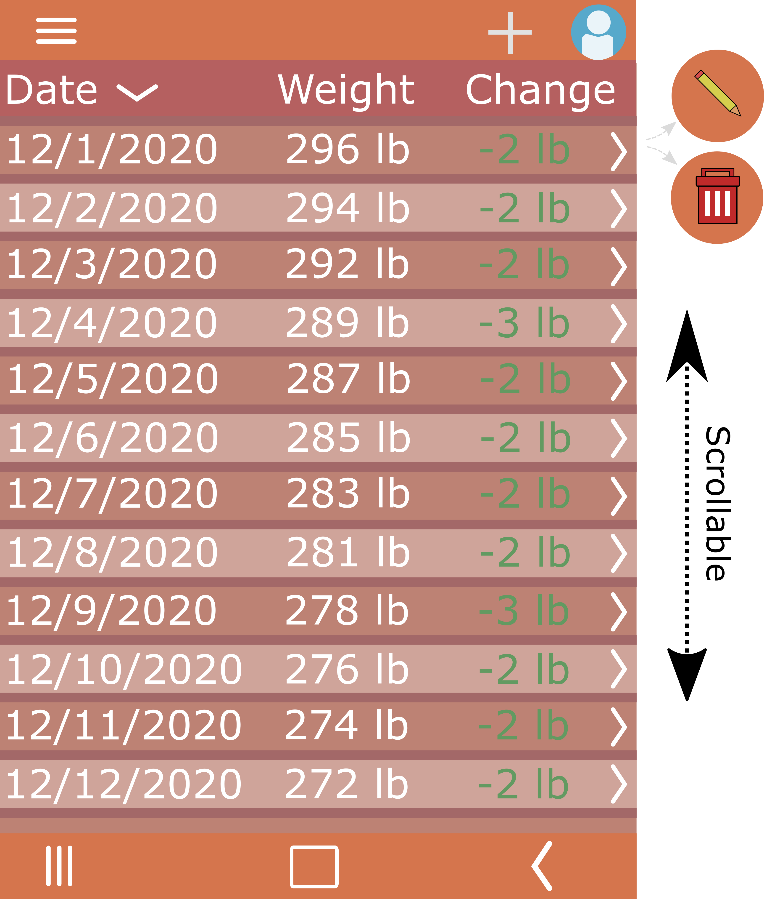 Date Weight Change
12/1/2020 296 lb -2 lb
12/2/2020 294 lb -2 lb
12/3/2020 292 lb -2 lb
12/4/2020 289 lb -3 lb
12/5/2020 287 lb -2 lb
12/6/2020 285 lb -2 lb
12/7/2020 283 lb -2 lb
12/8/2020 281 lb -2 lb
12/9/2020 278 lb -3 lb
12/10/2020 276 lb -2 lb
12/11/2020 274 lb -2 lb
12/12/2020 272 lb -2 lb
Scrollable